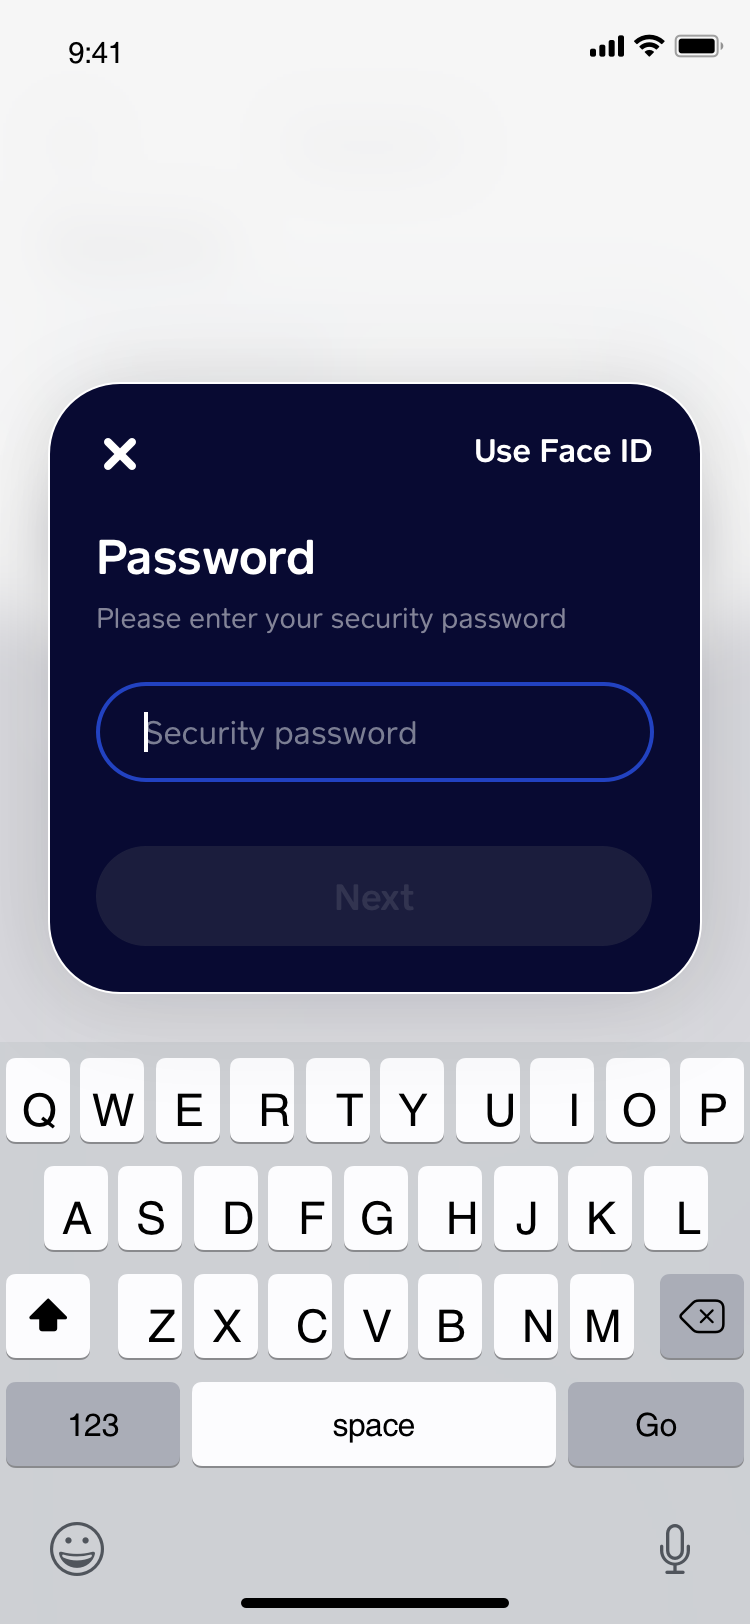 9:41
Use Face ID
Password
Please enter your security password
Security password
Next
Q W E R T Y U I O P
A S D F G H J K L
Z X C V B N M
123 space Go